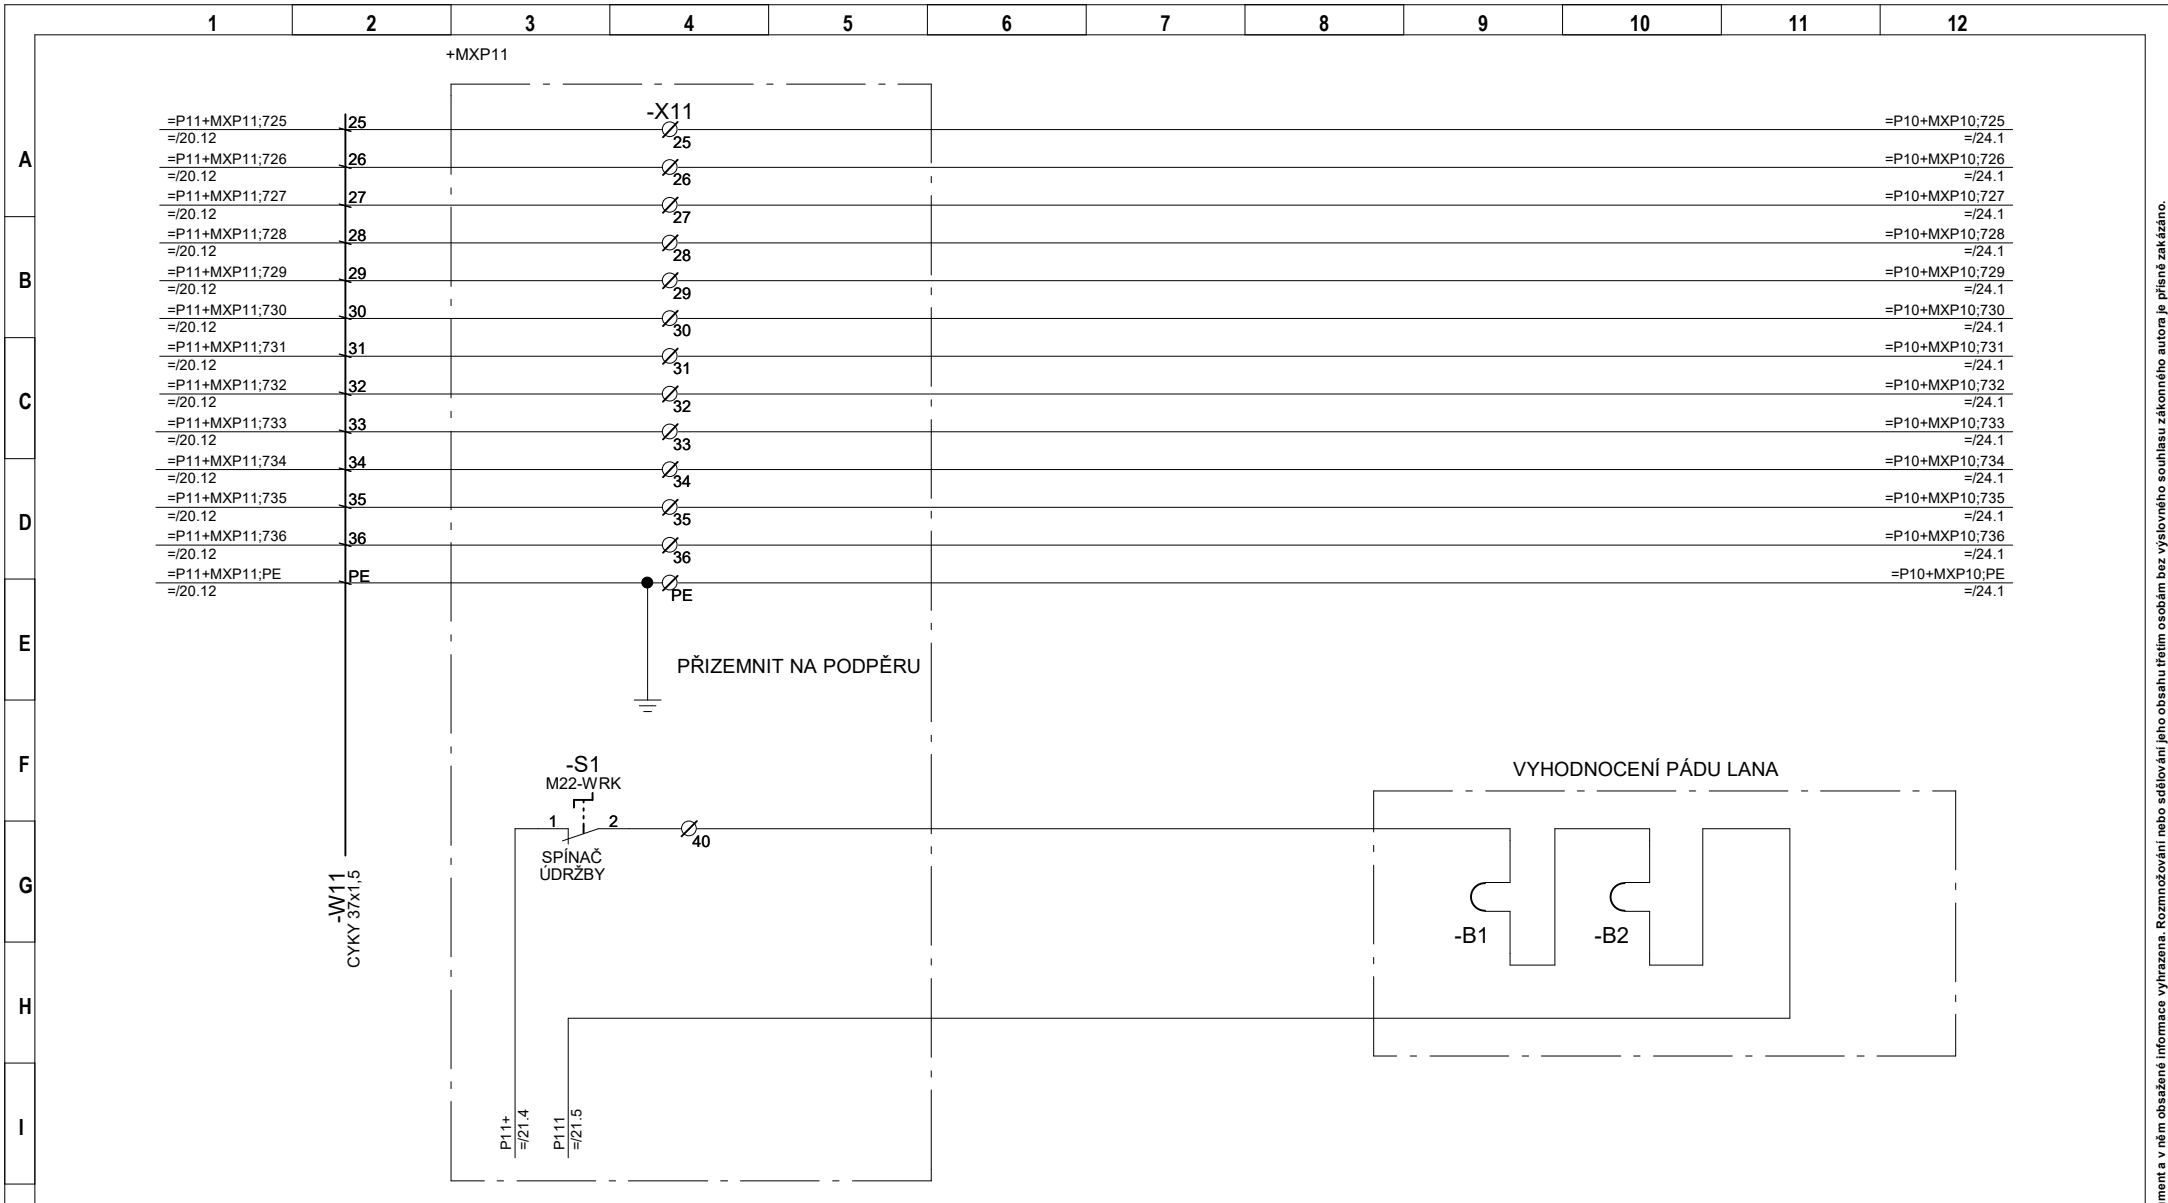 1 2 3 4 5 6 7 8 9 10 11 12
+MXP11
-X11
A
=P11+MXP11;725 25 =P10+MXP10;725
=/20.12 25 =/24.1
=P11+MXP11;726 26 =P10+MXP10;726
=/20.12 26 =/24.1
=P11+MXP11;727 27 =P10+MXP10;727
=/20.12 27 =/24.1
B
=P11+MXP11;728 28 =P10+MXP10;728
=/20.12 28 =/24.1
=P11+MXP11;729 29 =P10+MXP10;729
=/20.12 29 =/24.1
=P11+MXP11;730 30 =P10+MXP10;730
=/20.12 30 =/24.1
C
=P11+MXP11;731 31 =P10+MXP10;731
=/20.12 31 =/24.1
=P11+MXP11;732 32 =P10+MXP10;732
=/20.12 32 =/24.1
=P11+MXP11;733 33 =P10+MXP10;733
=/20.12 33 =/24.1
D
=P11+MXP11;734 34 =P10+MXP10;734
=/20.12 34 =/24.1
=P11+MXP11;735 35 =P10+MXP10;735
=/20.12 35 =/24.1
=P11+MXP11;736 36 =P10+MXP10;736
=/20.12 36 =/24.1
=P11+MXP11;PE PE =P10+MXP10;PE
=/20.12 PE =/24.1
E
PŘIZEMNIT NA PODPĚRU
F
-S1
M22-WRK
VYHODNOCENÍ PÁDU LANA
1 2
40
SPÍNAČ
ÚDRŽBY
G
-W11
CYKY 37x1,5
-B1 -B2
H
I
P11+
=/21.4
P111
=/21.5
a v něm obsažené informace vyhrazena. Rozmnožování nebo sdělování jeho obsahu třetím osobám bez výslovného souhlasu zákonného autora je přísně zakázáno.